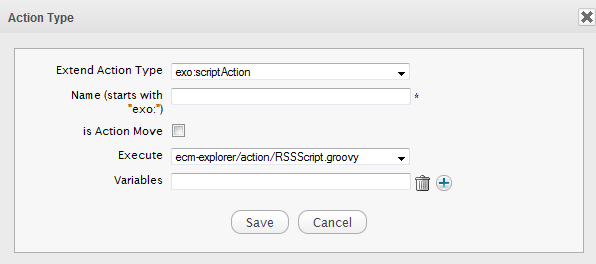 Action Type
Extend Action Type exo:scriptAction
Name (starts with "exo:") *
is Action Move
Execute ecm-explorer/action/RSSScript.groovy
Variables
Save Cancel